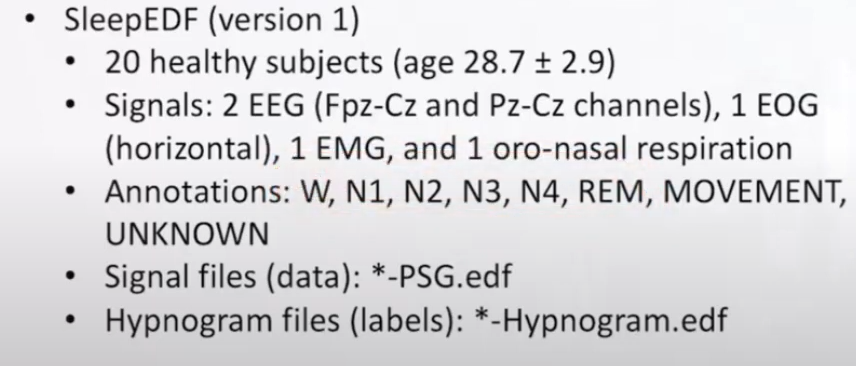 • SleepEDF (version 1)
• 20 healthy subjects (age 28.7 ± 2.9)
• Signals: 2 EEG (Fpz-Cz and Pz-Cz channels), 1 EOG
(horizontal), 1 EMG, and 1 oro-nasal respiration
• Annotations: W, N1, N2, N3, N4, REM, MOVEMENT,
UNKNOWN
• Signal files (data): *-PSG.edf
• Hypnogram files (labels): *-Hypnogram.edf